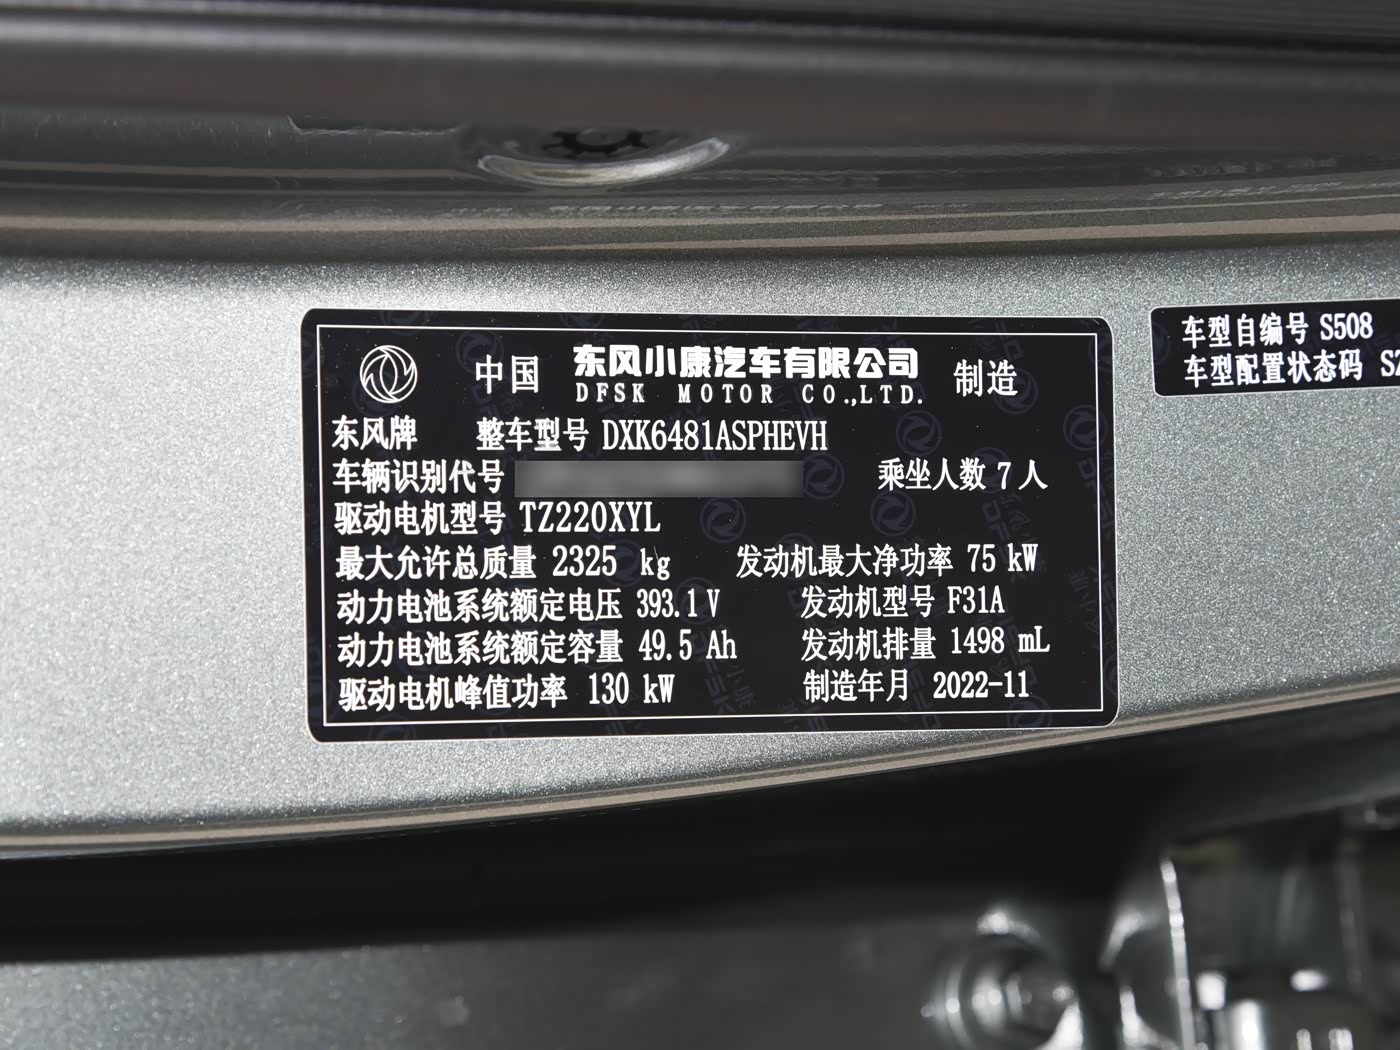 中国 东风小康汽车有限公司 制造
DFSK MOTOR CO.,LTD.
东风牌 整车型号 DXK6481ASPHEVH
车辆识别代号 乘坐人数 7 人
驱动电机型号 TZ220XYL
最大允许总质量 2325 kg 发动机最大净功率 75 kW
动力电池系统额定电压 393.1 V 发动机型号 F31A
动力电池系统额定容量 49.5 Ah 发动机排量 1498 mL
驱动电机峰值功率 130 kW 制造年月 2022-11
车型自编号 S508
车型配置状态码